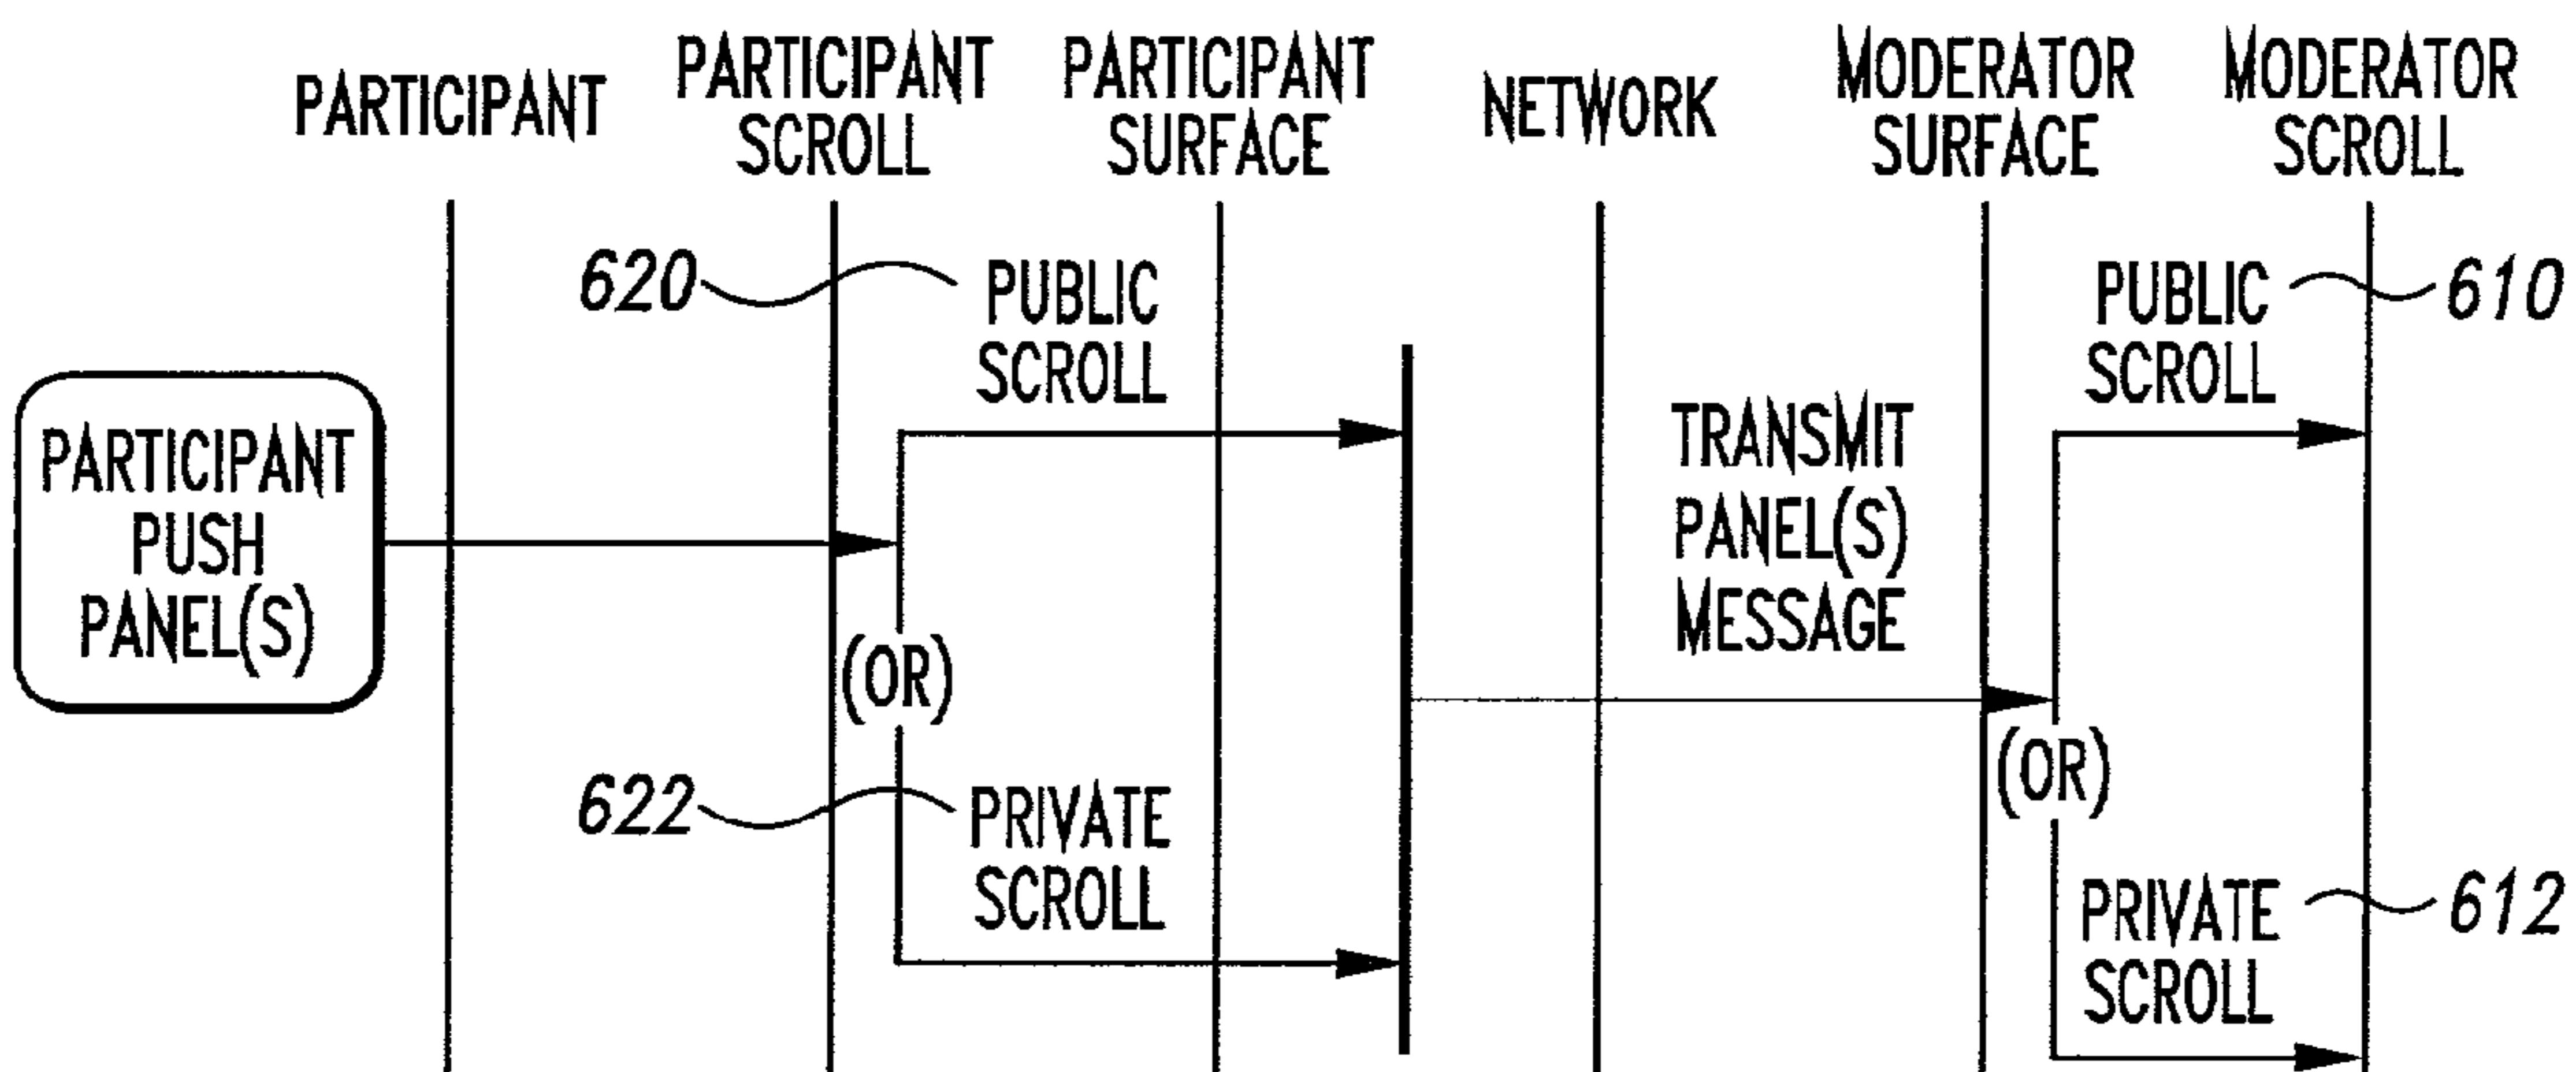 PARTICIPANT
PARTICIPANT
SCROLL
PARTICIPANT
SURFACE
NETWORK
MODERATOR
SURFACE
MODERATOR
SCROLL
620
PUBLIC
SCROLL
PUBLIC
SCROLL
610
PARTICIPANT
PUSH
PANEL(S)
TRANSMIT
PANEL(S)
MESSAGE
(OR)
(OR)
622
PRIVATE
SCROLL
PRIVATE
SCROLL
612